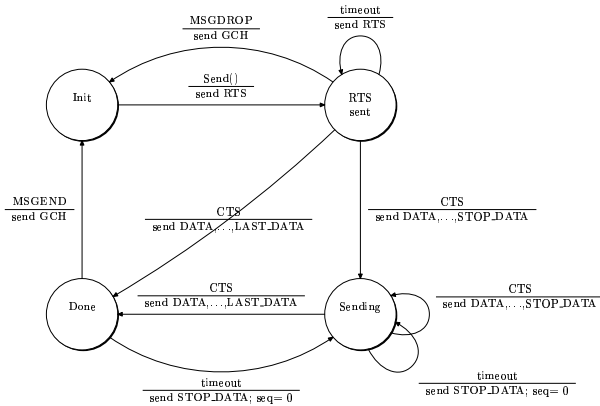 timeout
send RTS
MSGDROP
send GCH
Send()
send RTS
Init
RTS
sent
MSGEND
send GCH
CTS
send DATA,...,LAST_DATA
CTS
send DATA,...,STOP_DATA
CTS
send DATA,...,LAST_DATA
CTS
send DATA,...,STOP_DATA
Done
Sending
timeout
send STOP_DATA; seq= 0
timeout
send STOP_DATA; seq= 0